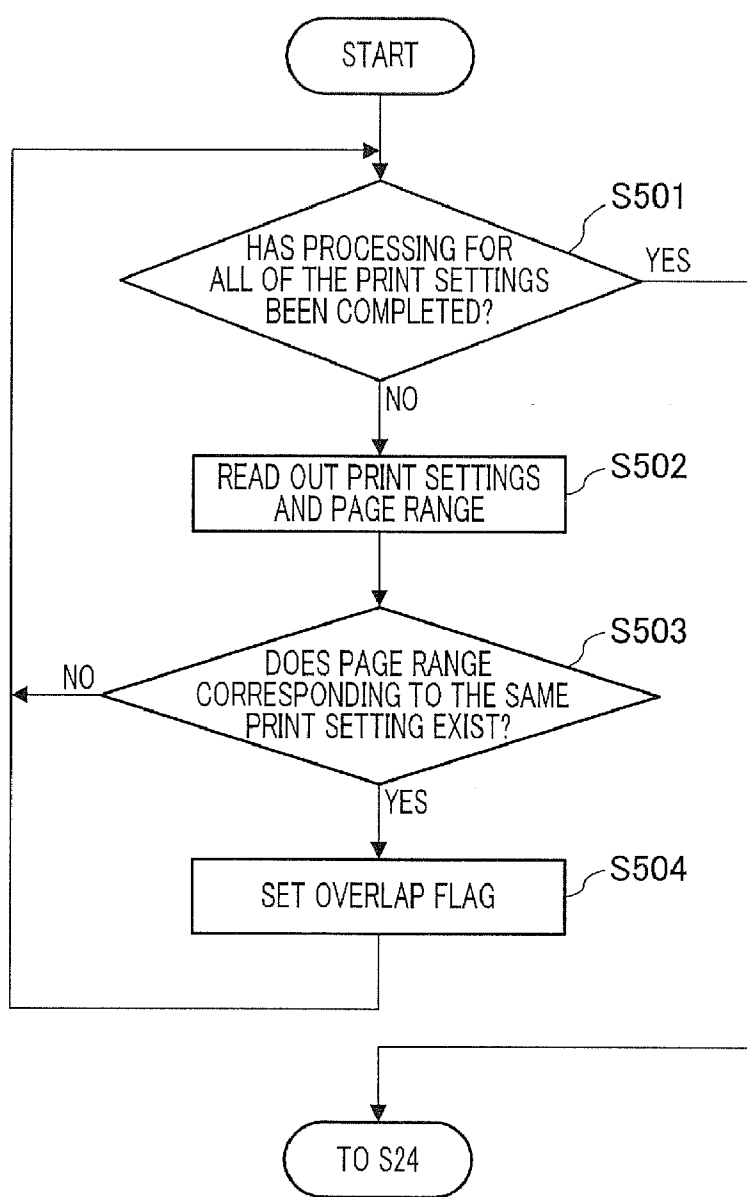 START
S501
HAS PROCESSING FOR
ALL OF THE PRINT SETTINGS
BEEN COMPLETED?
YES
NO
READ OUT PRINT SETTINGS
AND PAGE RANGE
S502
S503
DOES PAGE RANGE
CORRESPONDING TO THE SAME
PRINT SETTING EXIST?
NO
YES
SET OVERLAP FLAG
S504
TO S24